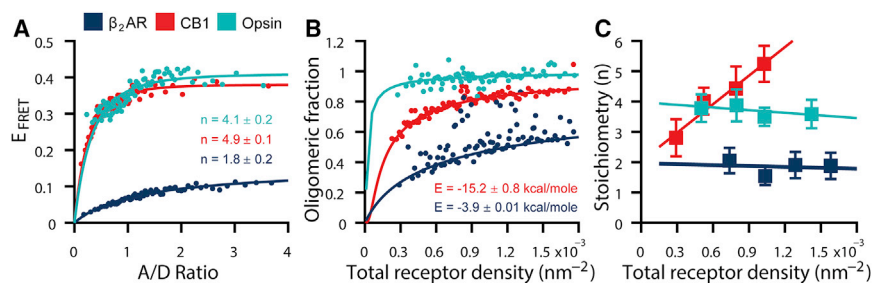 β₂AR CB1 Opsin
A
E_FRET
0.5
0.4
0.3
0.2
0.1
0
n = 4.1 ± 0.2
n = 4.9 ± 0.1
n = 1.8 ± 0.2
0 1 2 3 4
A/D Ratio
B
Oligomeric fraction
1.2
1
0.8
0.6
0.4
0.2
0
E = -15.2 ± 0.8 kcal/mole
E = -3.9 ± 0.01 kcal/mole
0 0.3 0.6 0.9 1.2 1.5 x10⁻³
Total receptor density (nm⁻²)
C
Stoichiometry (n)
6
5
4
3
2
1
0
0 0.3 0.6 0.9 1.2 1.5 1.8 x10⁻³
Total receptor density (nm⁻²)